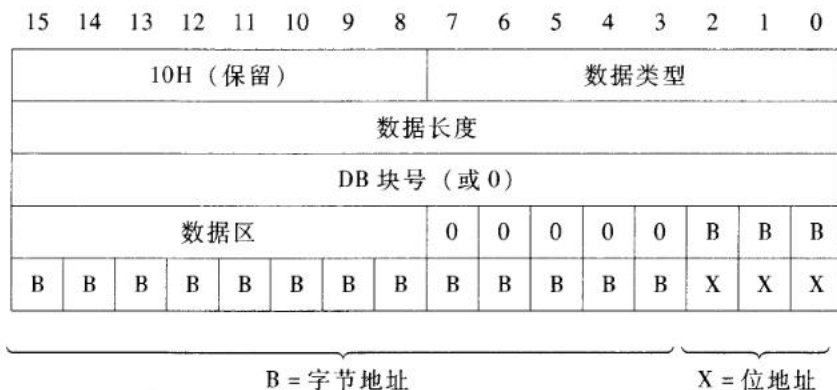 15 14 13 12 11 10 9 8 7 6 5 4 3 2 1 0
10H（保留） 数据类型
数据长度
DB 块号（或 0）
数据区 0 0 0 0 0 B B B
B B B B B B B B B B B B B X X X
B = 字节地址 X = 位地址